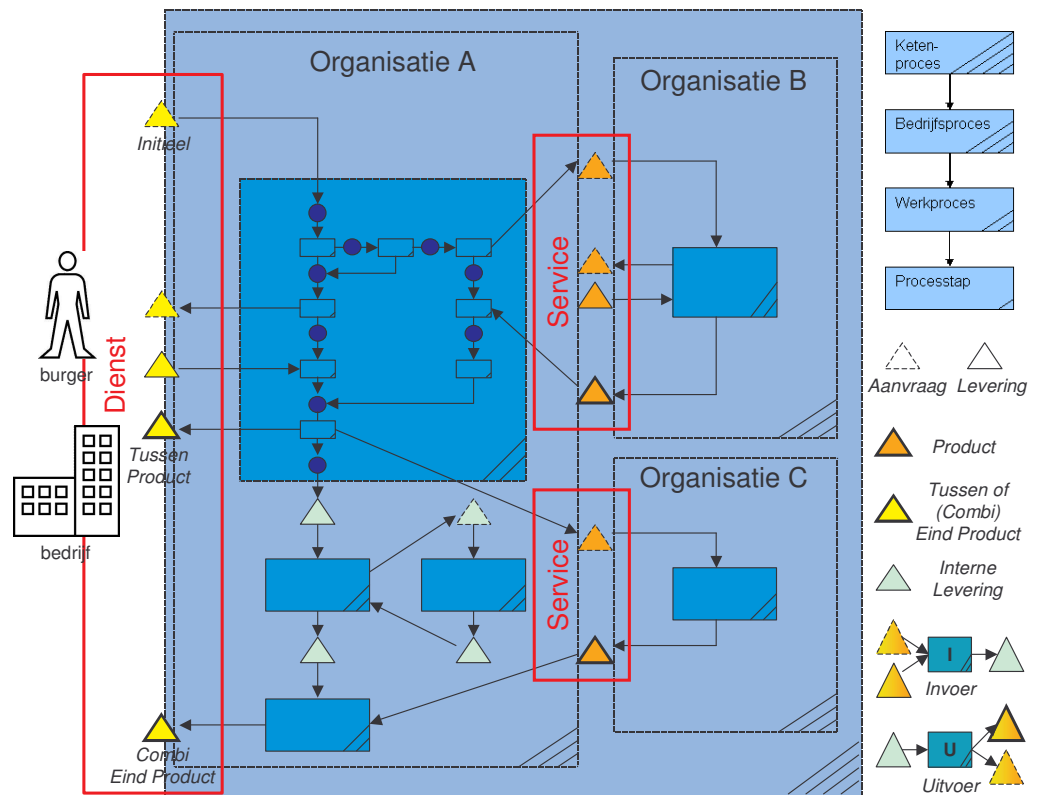 Organisatie A
Organisatie B
Organisatie C
Initieel
burger
Dienst
Tussen
Product
bedrijf
Combi
Eind Product
Service
Service
Keten-
proces
Bedrijfsproces
Werkproces
Processtap
Aanvraag
Levering
Product
Tussen of
(Combi)
Eind Product
Interne
Levering
I
Invoer
U
Uitvoer